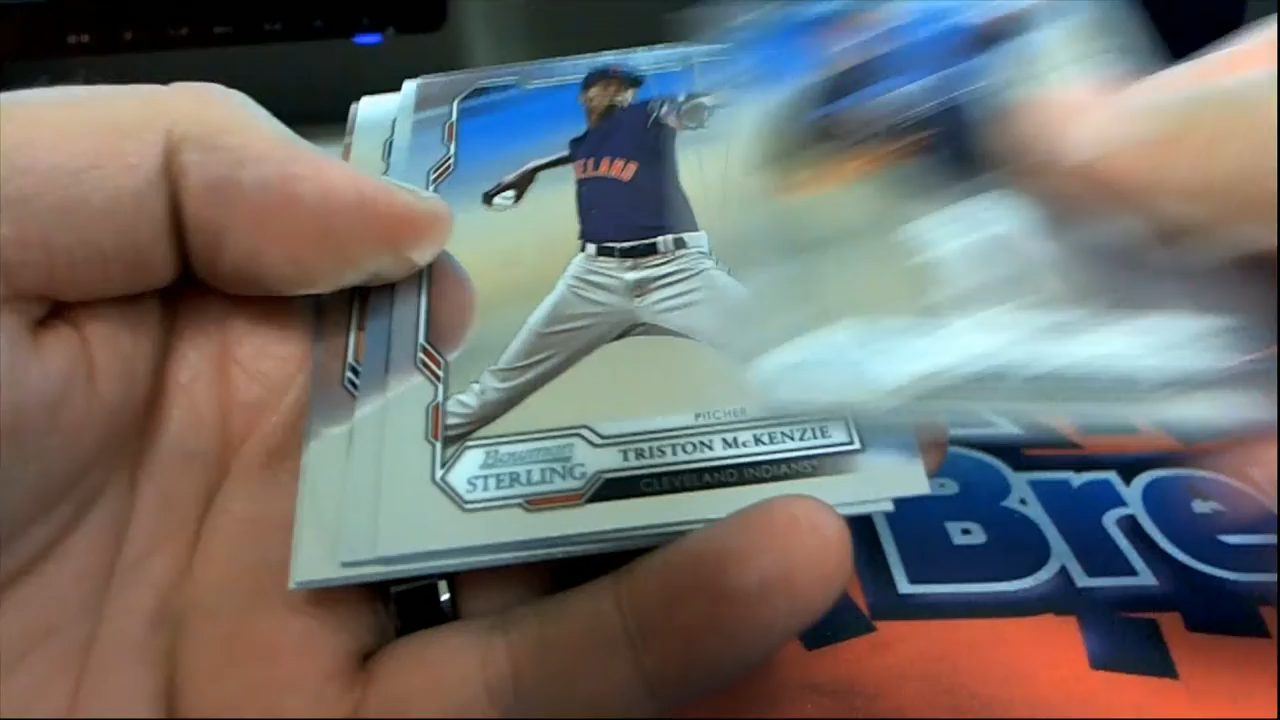 ELAND
PITCHER
TRISTON McKENZIE
Bowman
STERLING
CLEVELAND INDIANS
Bre